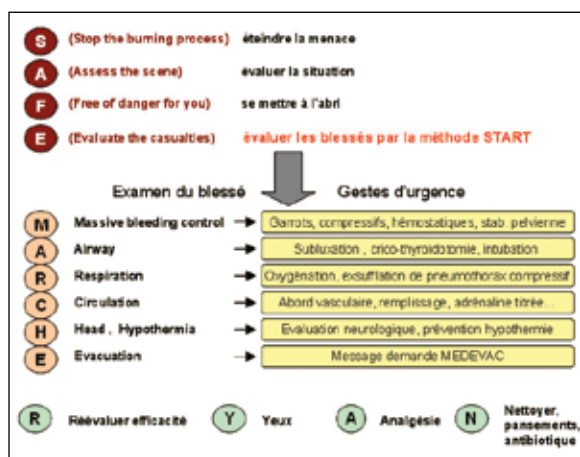 S (Stop the burning process) éteindre la menace
A (Assess the scene) évaluer la situation
F (Free of danger for you) se mettre à l'abri
E (Evaluate the casualties) évaluer les blessés par la méthode START
Examen du blessé Gestes d'urgence
M Massive bleeding control Garrots, compressifs, hémostatiques, stab. pelvienne
A Airway Subluxation , crico-thyroidotomie, intubation
R Respiration Oxygénation, exsufflation de pneumothorax compressif
C Circulation Abord vasculaire, remplissage, adrénaline titrée...
H Head , Hypothermia Evaluation neurologique, prévention hypothermie
E Evacuation Message demande MEDEVAC
R Réévaluer efficacité Y Yeux A Analgésie N Nettoyer,
pansements,
antibiotique